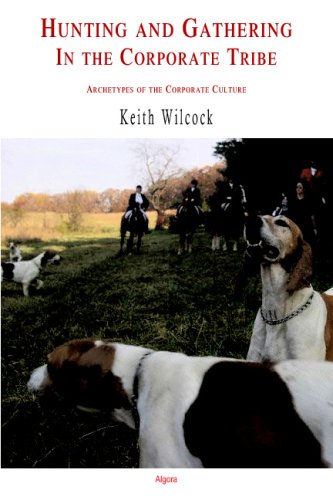 HUNTING AND GATHERING
IN THE CORPORATE TRIBE
ARCHETYPES OF THE CORPORATE CULTURE
Keith Wilcock
Algora